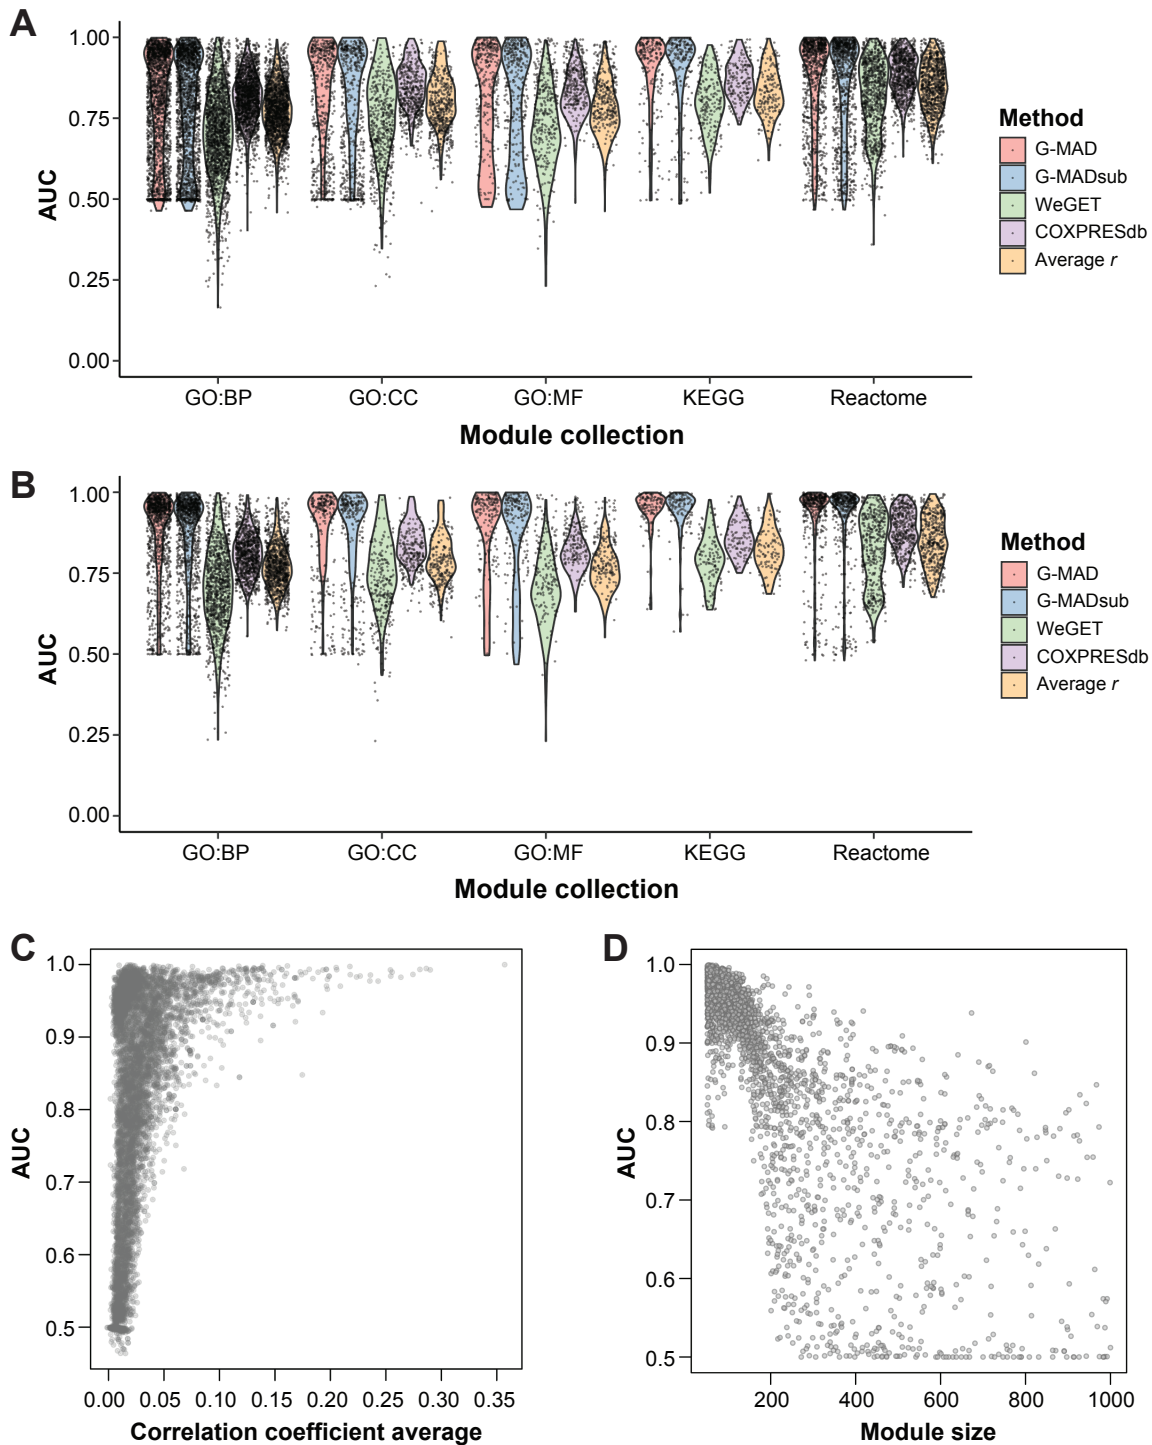 A
1.00
0.75
0.50
0.25
0.00
AUC
GO:BP
GO:CC
GO:MF
KEGG
Reactome
Module collection
Method
G-MAD
G-MADsub
WeGET
COXPRESdb
Average r
B
1.00
0.75
0.50
0.25
0.00
AUC
GO:BP
GO:CC
GO:MF
KEGG
Reactome
Module collection
Method
G-MAD
G-MADsub
WeGET
COXPRESdb
Average r
C
1.0
0.9
0.8
0.7
0.6
0.5
AUC
0.00 0.05 0.10 0.15 0.20 0.25 0.30 0.35
Correlation coefficient average
D
1.0
0.9
0.8
0.7
0.6
0.5
AUC
200 400 600 800 1000
Module size